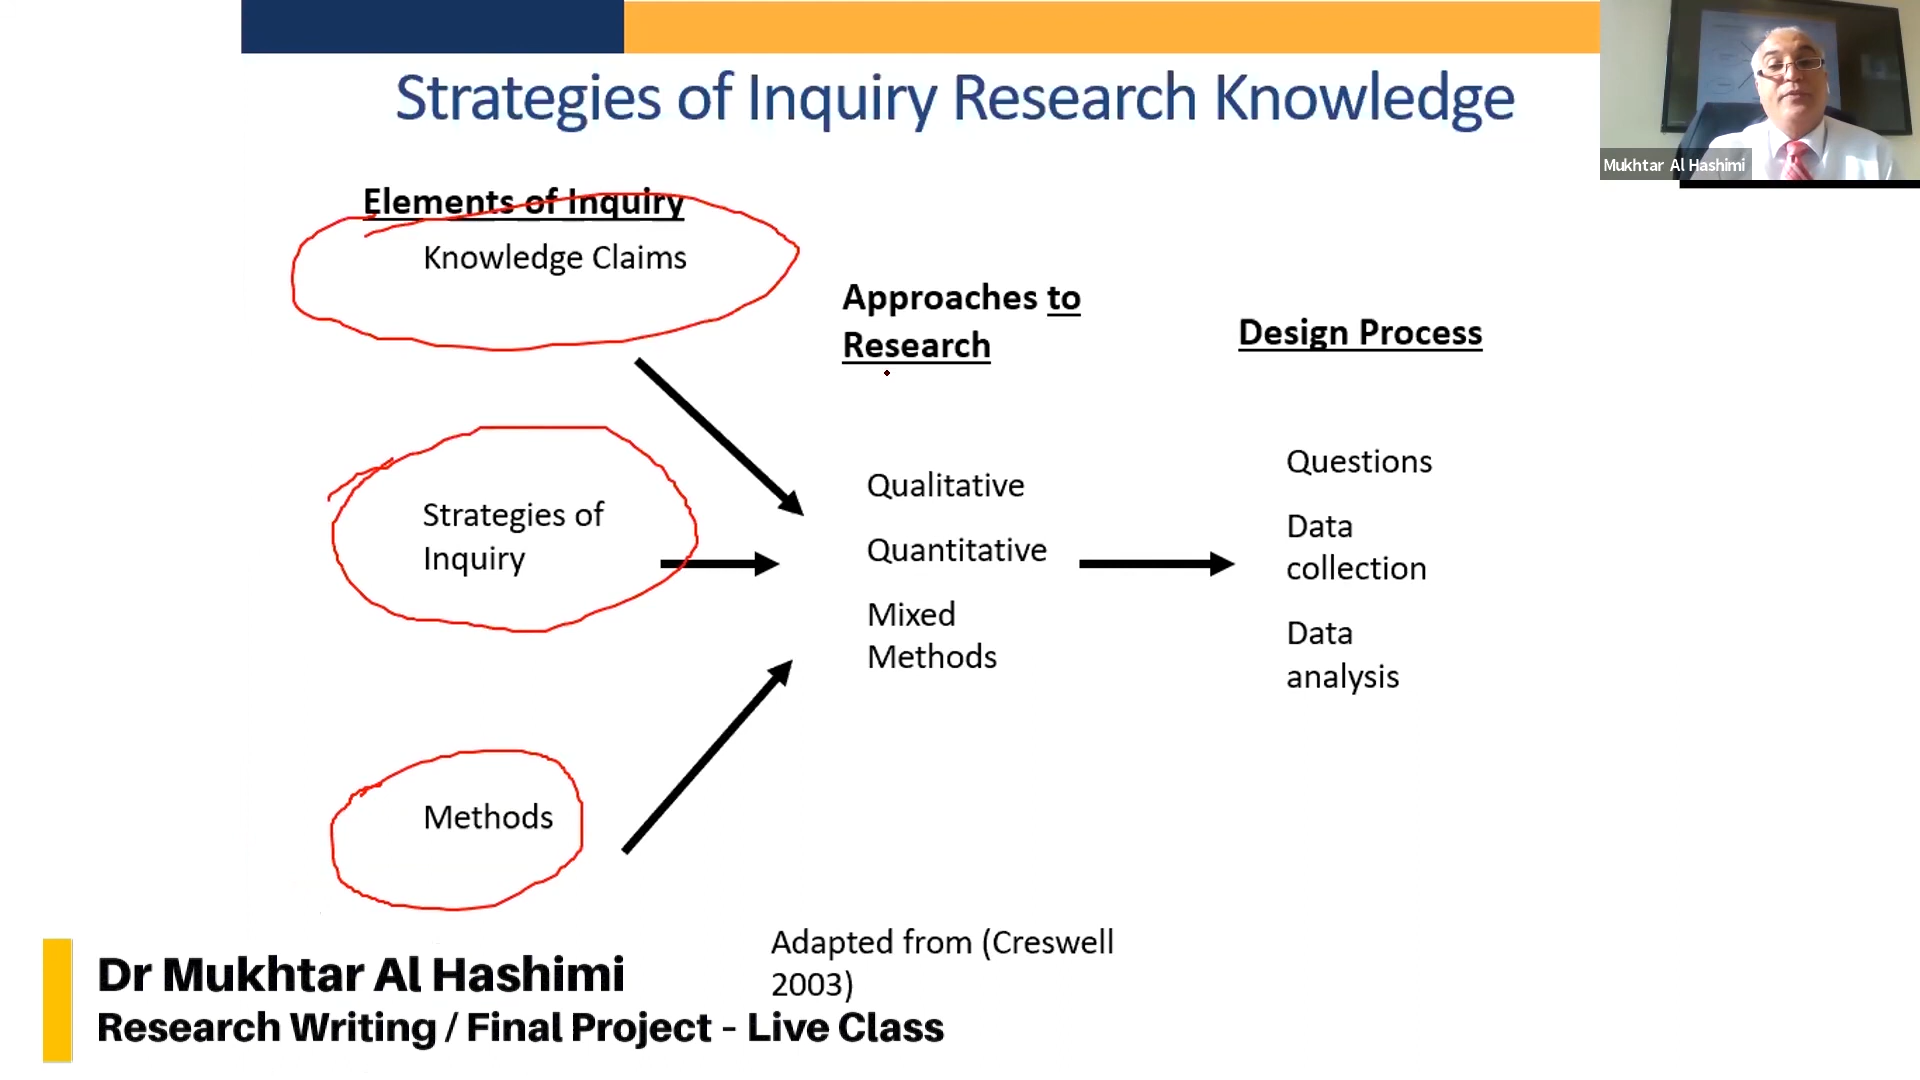 Strategies of Inquiry Research Knowledge
Mukhtar Al Hashimi
Elements of Inquiry
Knowledge Claims
Strategies of
Inquiry
Methods
Approaches to
Research
Qualitative
Quantitative
Mixed
Methods
Design Process
Questions
Data
collection
Data
analysis
Adapted from (Creswell
2003)
Dr Mukhtar Al Hashimi
Research Writing / Final Project - Live Class